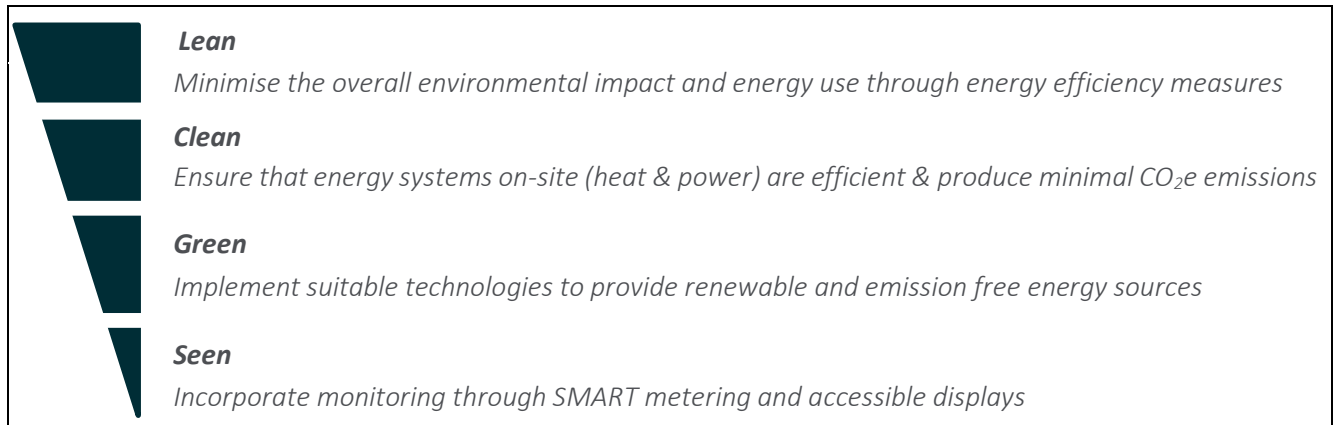 Lean
Minimise the overall environmental impact and energy use through energy efficiency measures
Clean
Ensure that energy systems on-site (heat & power) are efficient & produce minimal CO₂e emissions
Green
Implement suitable technologies to provide renewable and emission free energy sources
Seen
Incorporate monitoring through SMART metering and accessible displays